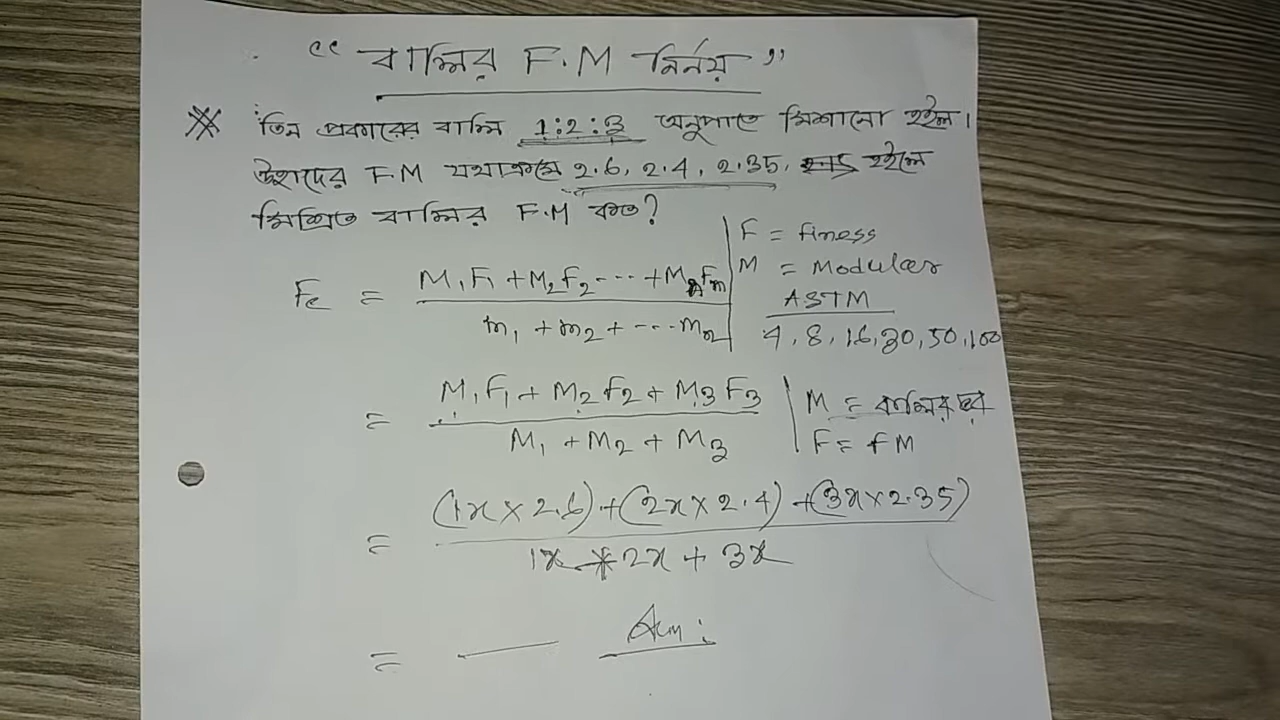 “ বালির F.M নির্নয় ”
※ তিন প্রকারের বালি 1:2:3 অনুপাতে মিশানো হইল।
উহাদের F.M যথাক্রমে 2.6, 2.4, 2.35, হইলে
মিশ্রিত বালির F.M কত?
F = finess
M = Modular
ASTM
4, 8, 16, 30, 50, 100
Fc = M₁F₁ + M₂F₂ ---- + MnFn
m₁ + m₂ + ---- mn
= M₁F₁ + M₂F₂ + M₃F₃
M₁ + M₂ + M₃
M = বালির
F = FM
= (1x × 2.6) + (2x × 2.4) + (3x × 2.35)
1x + 2x + 3x
= — Ans: